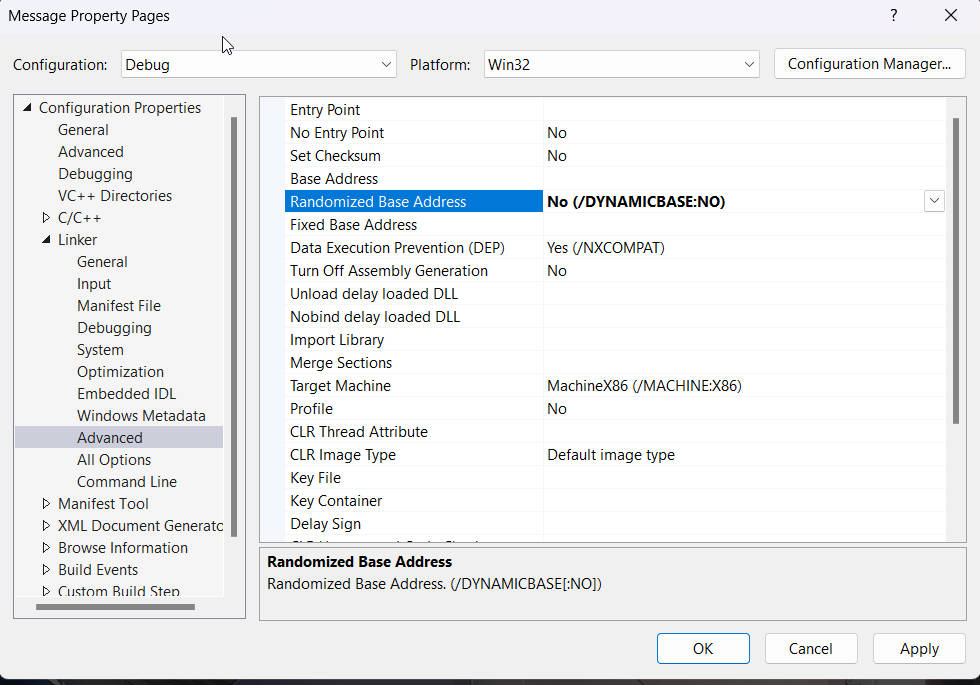 Message Property Pages ?
Configuration: Debug Platform: Win32 Configuration Manager...
Configuration Properties
General
Advanced
Debugging
VC++ Directories
C/C++
Linker
General
Input
Manifest File
Debugging
System
Optimization
Embedded IDL
Windows Metadata
Advanced
All Options
Command Line
Manifest Tool
XML Document Generato
Browse Information
Build Events
Custom Build Step
Entry Point
No Entry Point No
Set Checksum No
Base Address
Randomized Base Address No (/DYNAMICBASE:NO)
Fixed Base Address
Data Execution Prevention (DEP) Yes (/NXCOMPAT)
Turn Off Assembly Generation No
Unload delay loaded DLL
Nobind delay loaded DLL
Import Library
Merge Sections
Target Machine MachineX86 (/MACHINE:X86)
Profile No
CLR Thread Attribute
CLR Image Type Default image type
Key File
Key Container
Delay Sign
Randomized Base Address
Randomized Base Address. (/DYNAMICBASE[:NO])
OK Cancel Apply